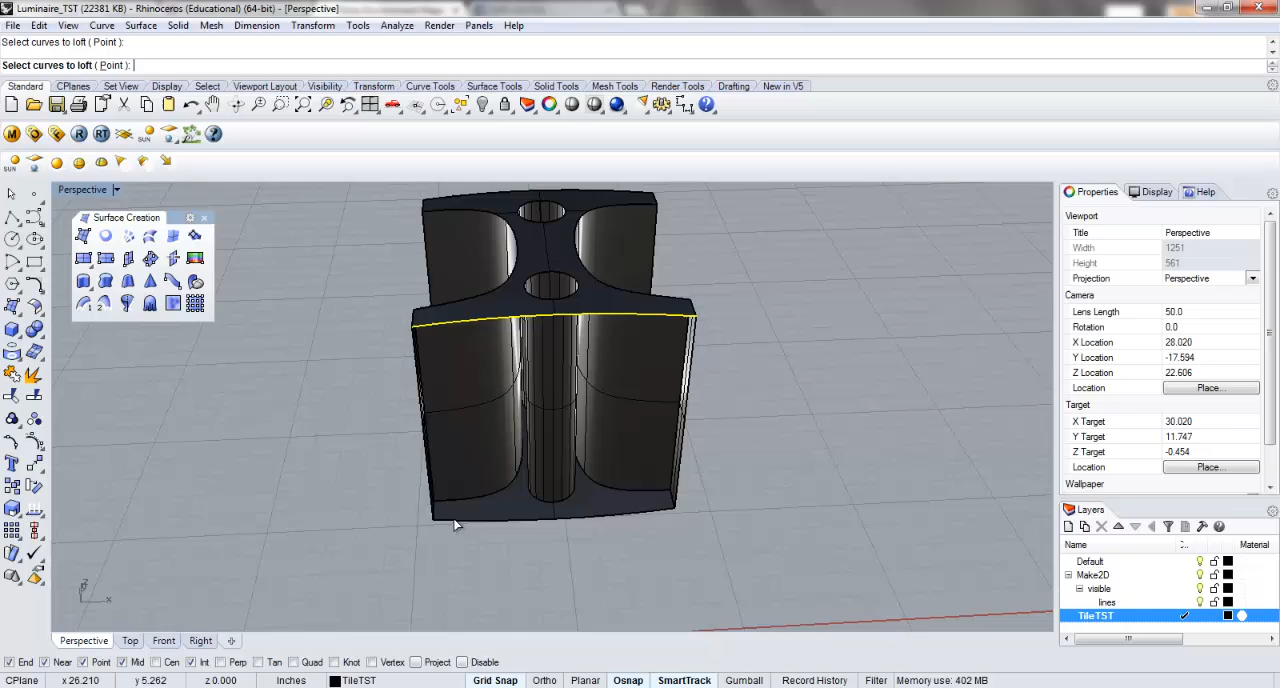 Luminaire_TST (22381 KB) - Rhinoceros (Educational) (64-bit) - [Perspective]
File Edit View Curve Surface Solid Mesh Dimension Transform Tools Analyze Render Panels Help
Select curves to loft ( Point ):
Select curves to loft ( Point ):
Standard CPlanes Set View Display Select Viewport Layout Visibility Transform Curve Tools Surface Tools Solid Tools Mesh Tools Render Tools Drafting New in V5
M R RT SUN
SUN
Perspective
Surface Creation
Properties Display Help
Viewport
Title Perspective
Width 1251
Height 561
Projection Perspective
Camera
Lens Length 50.0
Rotation 0.0
X Location 28.020
Y Location -17.594
Z Location 22.606
Location Place...
Target
X Target 30.020
Y Target 11.747
Z Target -0.454
Location Place...
Wallpaper
Layers
Name Material
Default
Make2D
visible
lines
TileTST
Perspective Top Front Right
End Near Point Mid Cen Int Perp Tan Quad Knot Vertex Project Disable
CPlane x 26.210 y 5.262 z 0.000 Inches TileTST Grid Snap Ortho Planar Osnap SmartTrack Gumball Record History Filter Memory use: 402 MB